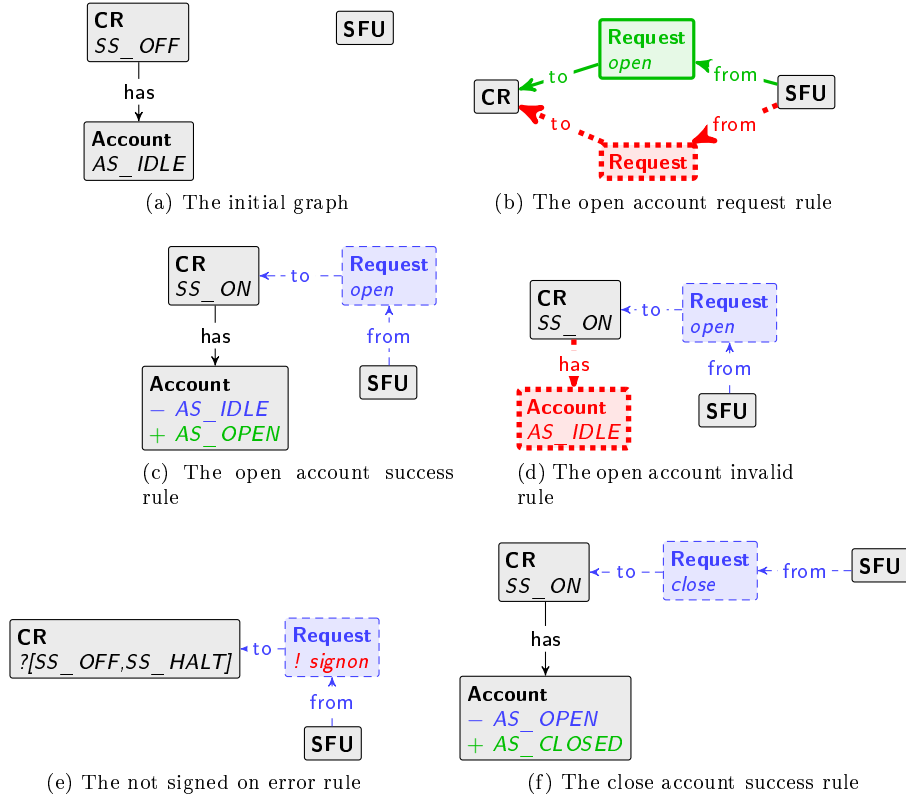 CR
SS_OFF
SFU
has
Account
AS_IDLE
(a) The initial graph
Request
open
to
from
CR
SFU
to
from
Request
(b) The open account request rule
CR
SS_ON
to
Request
open
has
from
Account
- AS_IDLE
+ AS_OPEN
SFU
(c) The open account success
rule
CR
SS_ON
to
Request
open
has
from
Account
AS_IDLE
SFU
(d) The open account invalid
rule
CR
?[SS_OFF,SS_HALT]
to
Request
! signon
from
SFU
(e) The not signed on error rule
CR
SS_ON
to
Request
close
from
SFU
has
Account
- AS_OPEN
+ AS_CLOSED
(f) The close account success rule